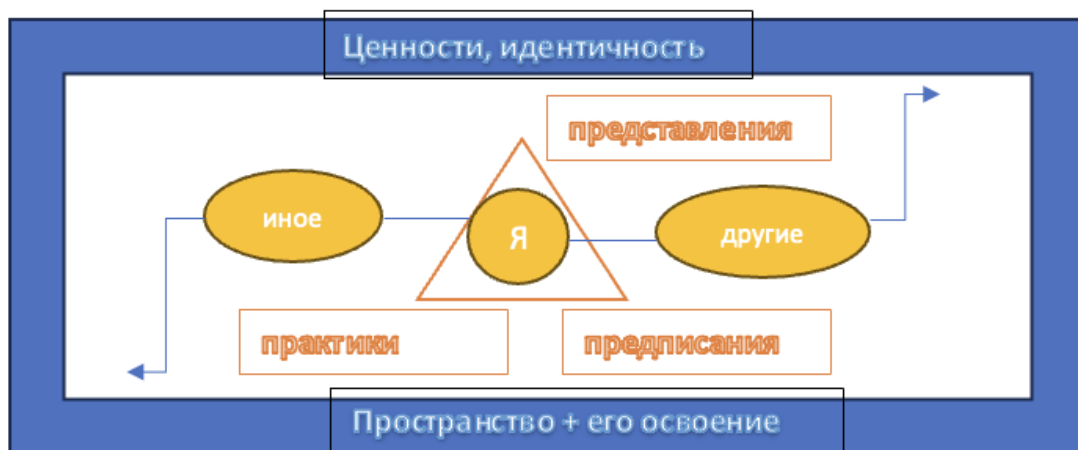 Ценности, идентичность
представления
иное
Я
другие
практики
предписания
Пространство + его освоение